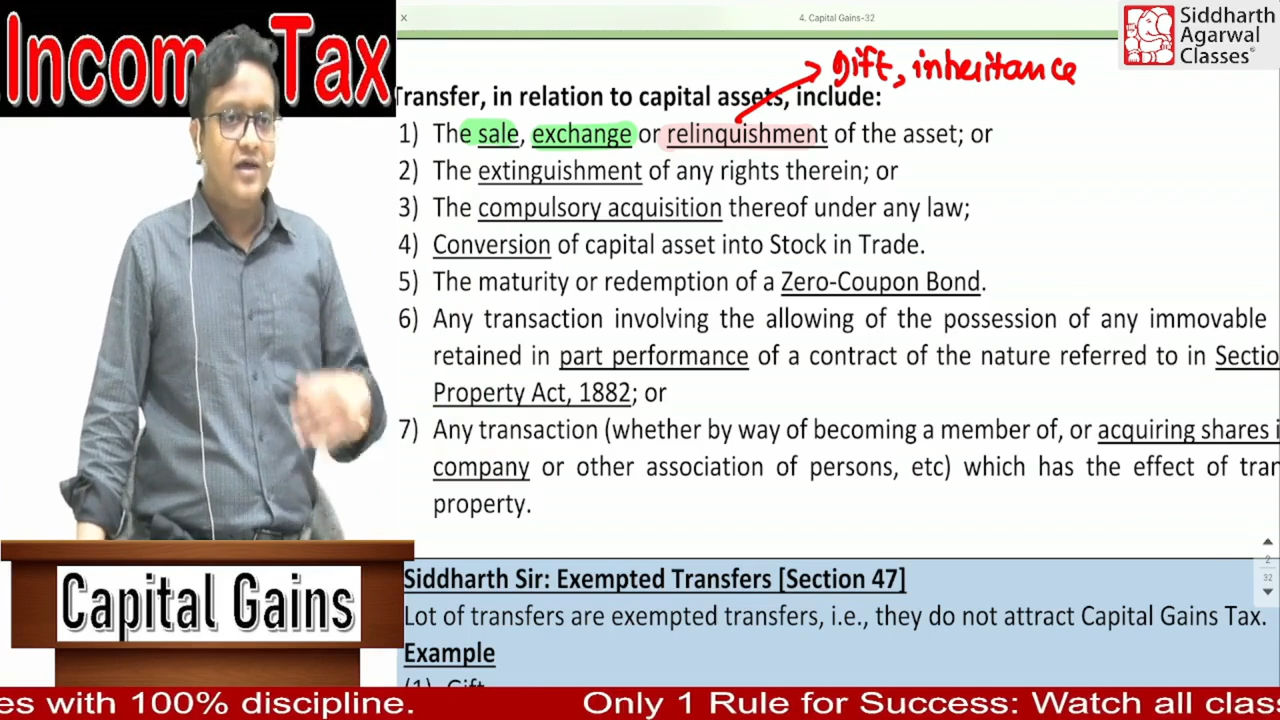 Income Tax
4. Capital Gains-32
Siddharth
Agarwal
Classes
gift, inheritance
Transfer, in relation to capital assets, include:
1) The sale, exchange or relinquishment of the asset; or
2) The extinguishment of any rights therein; or
3) The compulsory acquisition thereof under any law;
4) Conversion of capital asset into Stock in Trade.
5) The maturity or redemption of a Zero-Coupon Bond.
6) Any transaction involving the allowing of the possession of any immovable
retained in part performance of a contract of the nature referred to in Sectio
Property Act, 1882; or
7) Any transaction (whether by way of becoming a member of, or acquiring shares i
company or other association of persons, etc) which has the effect of tran
property.
2
32
Siddharth Sir: Exempted Transfers [Section 47]
Lot of transfers are exempted transfers, i.e., they do not attract Capital Gains Tax.
Example
(1) Gift
Capital Gains
es with 100% discipline. Only 1 Rule for Success: Watch all class